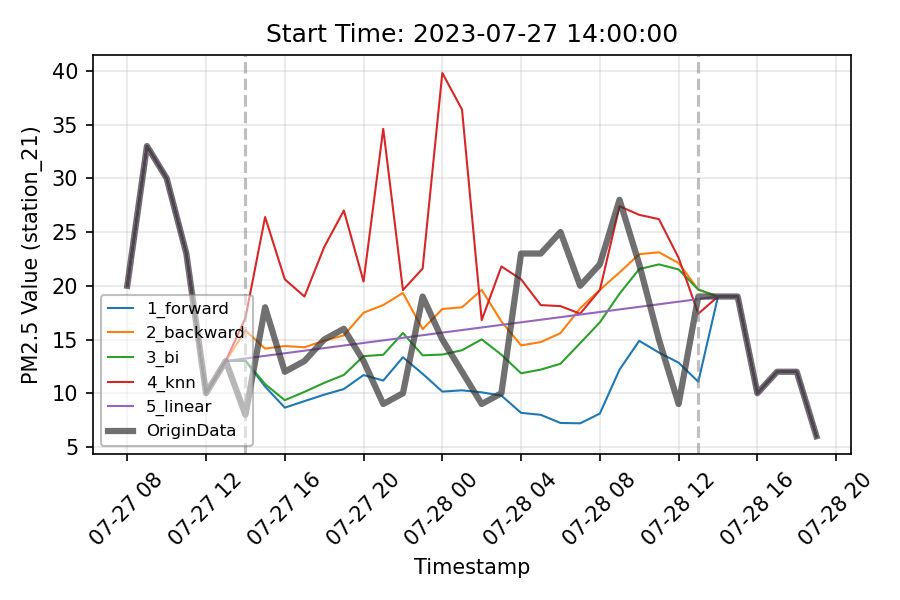 Start Time: 2023-07-27 14:00:00
PM2.5 Value (station_21)
40
35
30
25
20
15
10
5
1_forward
2_backward
3_bi
4_knn
5_linear
OriginData
07-27 08
07-27 12
07-27 16
07-27 20
07-28 00
07-28 04
07-28 08
07-28 12
07-28 16
07-28 20
Timestamp